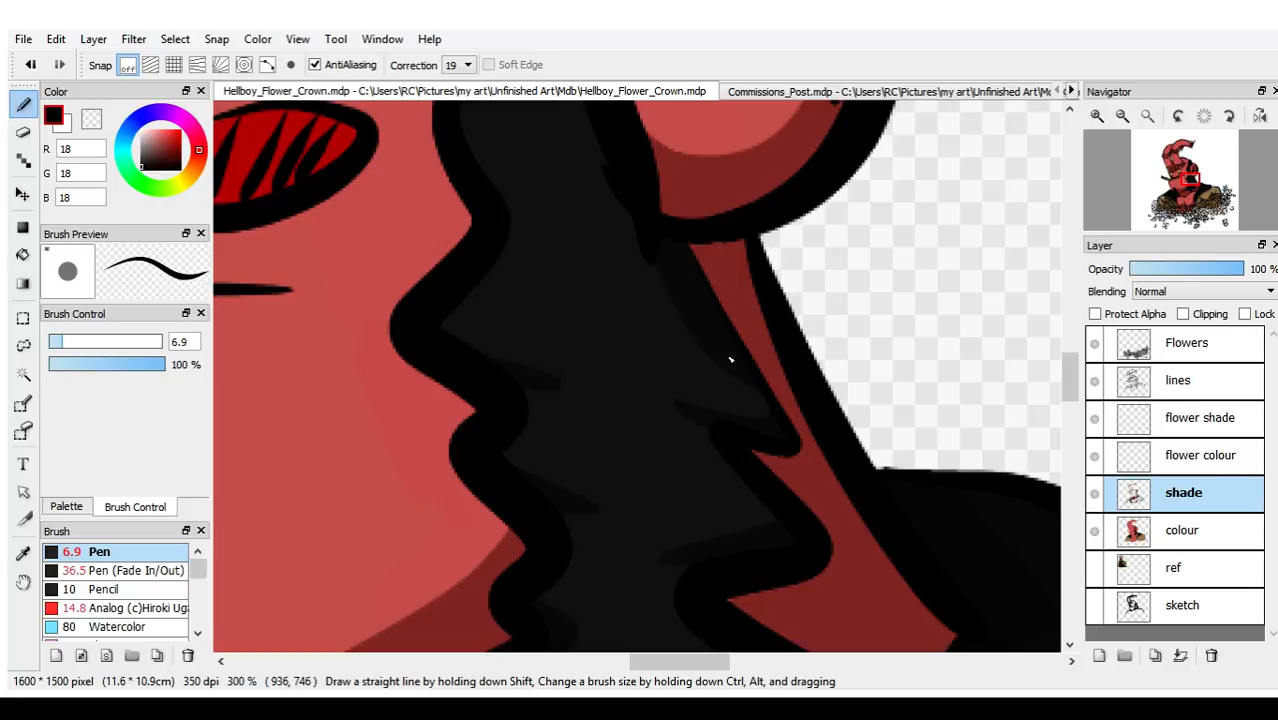 File Edit Layer Filter Select Snap Color View Tool Window Help
Snap off AntiAliasing Correction 19 Soft Edge
Color
Hellboy_Flower_Crown.mdp - C:\Users\RC\Pictures\my art\Unfinished Art\Mdb\Hellboy_Flower_Crown.mdp
Commissions_Post.mdp - C:\Users\RC\Pictures\my art\Unfinished Art\Mc
Navigator
R 18
G 18
B 18
Brush Preview
*
Layer
Opacity 100 %
Blending Normal
Brush Control
Protect Alpha Clipping Lock
6.9
100 %
Flowers
lines
flower shade
flower colour
shade
colour
ref
sketch
Palette Brush Control
Brush
6.9 Pen
36.5 Pen (Fade In/Out)
10 Pencil
14.8 Analog (c)Hiroki Ug
80 Watercolor
1600 * 1500 pixel (11.6 * 10.9cm) 350 dpi 300 % ( 936, 746 ) Draw a straight line by holding down Shift, Change a brush size by holding down Ctrl, Alt, and dragging